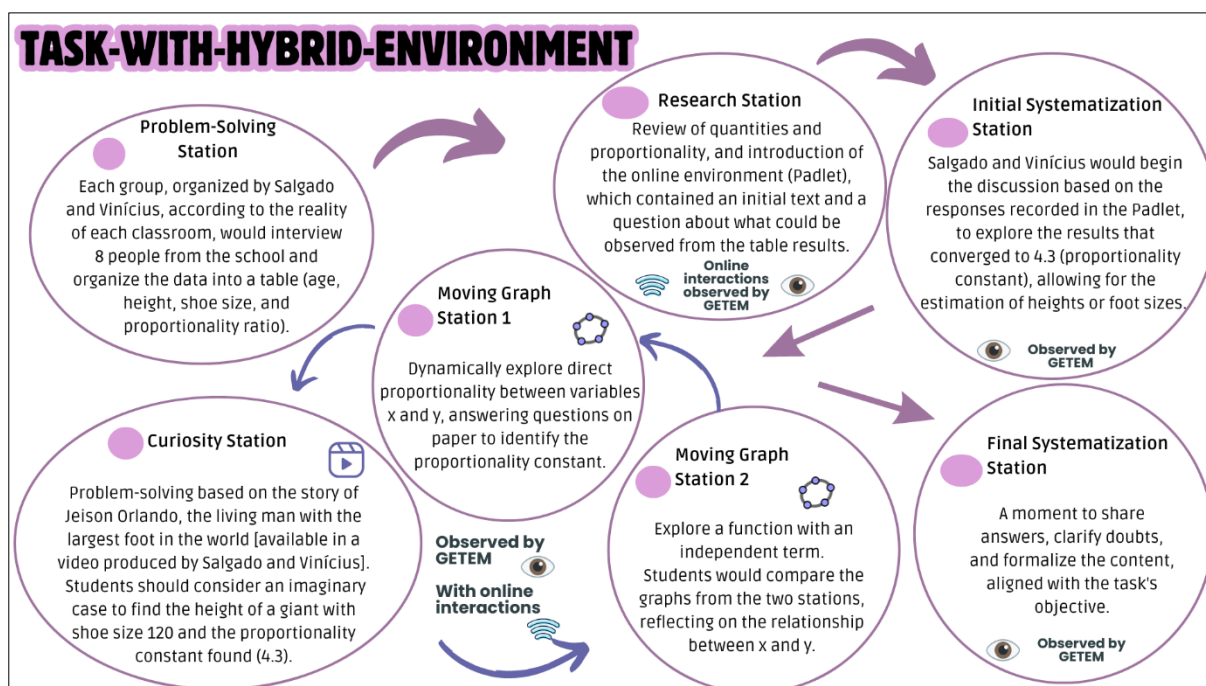 TASK-WITH-HYBRID-ENVIRONMENT
Problem-Solving
Station
Each group, organized by Salgado
and Vinícius, according to the reality
of each classroom, would interview
8 people from the school and
organize the data into a table (age,
height, shoe size, and
proportionality ratio).
Research Station
Review of quantities and
proportionality, and introduction of
the online environment (Padlet),
which contained an initial text and a
question about what could be
observed from the table results.
Online
interactions
observed by
GETEM
Initial Systematization
Station
Salgado and Vinícius would begin
the discussion based on the
responses recorded in the Padlet,
to explore the results that
converged to 4.3 (proportionality
constant), allowing for the
estimation of heights or foot sizes.
Observed by
GETEM
Moving Graph
Station 1
Dynamically explore direct
proportionality between variables
x and y, answering questions on
paper to identify the
proportionality constant.
Curiosity Station
Problem-solving based on the story of
Jeison Orlando, the living man with the
largest foot in the world [available in a
video produced by Salgado and Vinícius].
Students should consider an imaginary
case to find the height of a giant with
shoe size 120 and the proportionality
constant found (4.3).
Observed by
GETEM
With online
interactions
Moving Graph
Station 2
Explore a function with an
independent term.
Students would compare the
graphs from the two stations,
reflecting on the relationship
between x and y.
Final Systematization
Station
A moment to share
answers, clarify doubts,
and formalize the content,
aligned with the task's
objective.
Observed by
GETEM